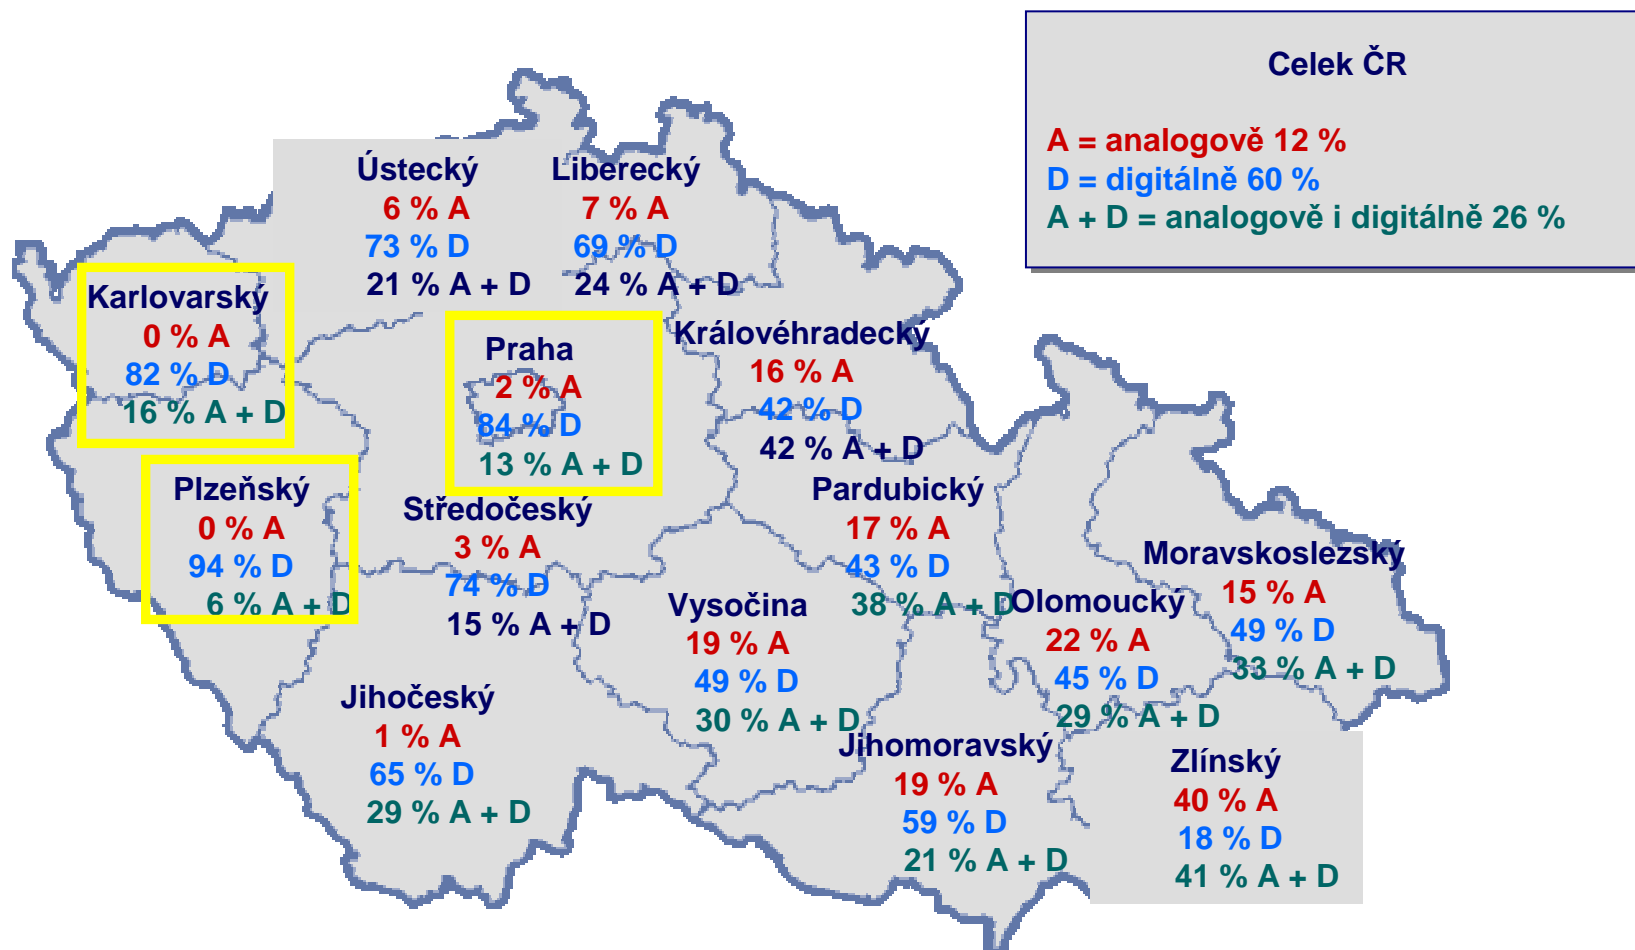 Celek ČR
A = analogově 12 %
D = digitálně 60 %
A + D = analogově i digitálně 26 %
Ústecký
6 % A
73 % D
21 % A + D
Liberecký
7 % A
69 % D
24 % A + D
Karlovarský
0 % A
82 % D
16 % A + D
Praha
2 % A
84 % D
13 % A + D
Královéhradecký
16 % A
42 % D
42 % A + D
Plzeňský
0 % A
94 % D
6 % A + D
Středočeský
3 % A
74 % D
15 % A + D
Pardubický
17 % A
43 % D
38 % A + D
Moravskoslezský
15 % A
49 % D
33 % A + D
Vysočina
19 % A
49 % D
30 % A + D
Olomoucký
22 % A
45 % D
29 % A + D
Jihočeský
1 % A
65 % D
29 % A + D
Jihomoravský
19 % A
59 % D
21 % A + D
Zlínský
40 % A
18 % D
41 % A + D